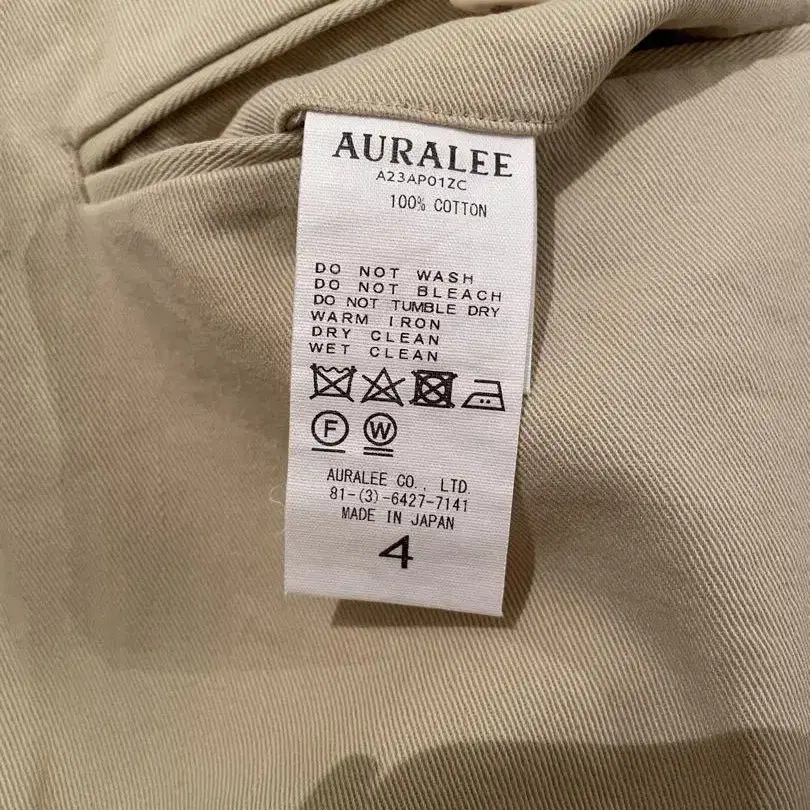 AURALEE
A23AP01ZC
100% COTTON
DO NOT WASH
DO NOT BLEACH
DO NOT TUMBLE DRY
WARM IRON
DRY CLEAN
WET CLEAN
F W
AURALEE CO., LTD.
81-(3)-6427-7141
MADE IN JAPAN
4